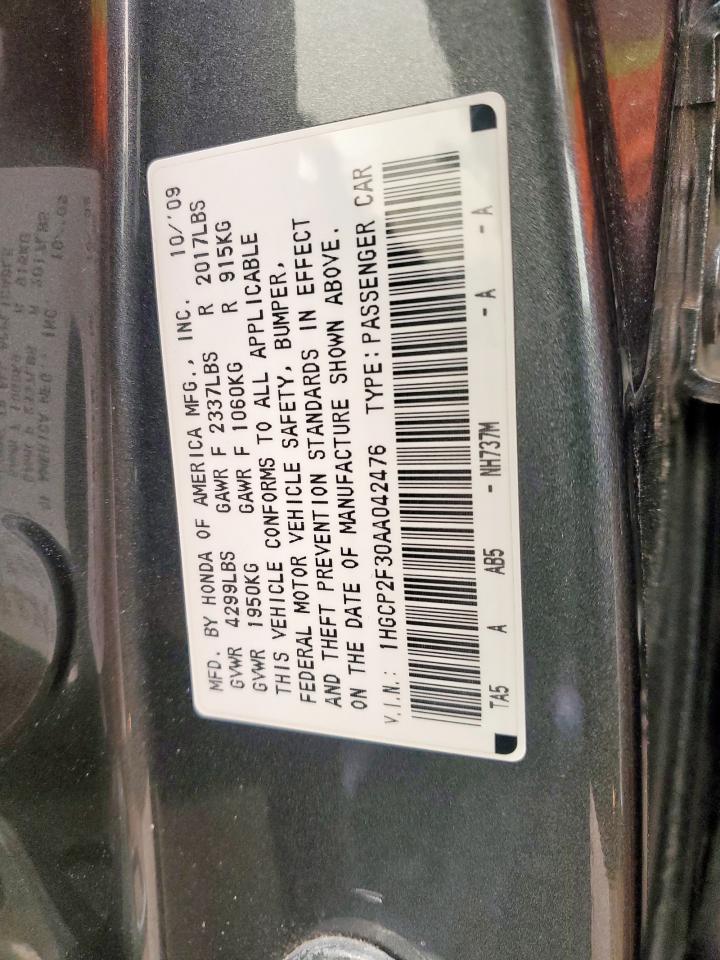 MFD. BY HONDA OF AMERICA MFG., INC. 10/'09
GVWR 4299LBS GAWR F 2337LBS R 2017LBS
GVWR 1950KG GAWR F 1060KG R 915KG
THIS VEHICLE CONFORMS TO ALL APPLICABLE
FEDERAL MOTOR VEHICLE SAFETY, BUMPER,
AND THEFT PREVENTION STANDARDS IN EFFECT
ON THE DATE OF MANUFACTURE SHOWN ABOVE.
V.I.N.: 1HGCP2F30AA042476 TYPE: PASSENGER CAR
TA5 A AB5 - NH737M - A - A